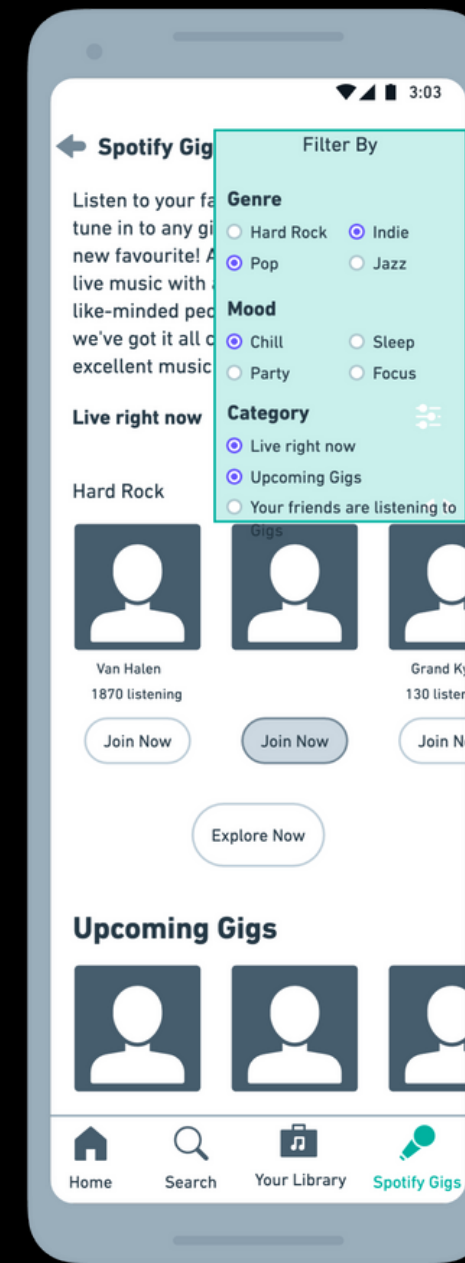 3:03
Spotify Gig
Filter By
Listen to your fa
tune in to any gi
new favourite! A
live music with a
like-minded peo
we've got it all c
excellent music
Genre
Hard Rock Indie
Pop Jazz
Mood
Chill Sleep
Party Focus
Live right now
Category
Live right now
Upcoming Gigs
Your friends are listening to
Gigs
Hard Rock
Van Halen Grand Ky
1870 listening 130 listen
Join Now Join Now Join N
Explore Now
Upcoming Gigs
Home Search Your Library Spotify Gigs